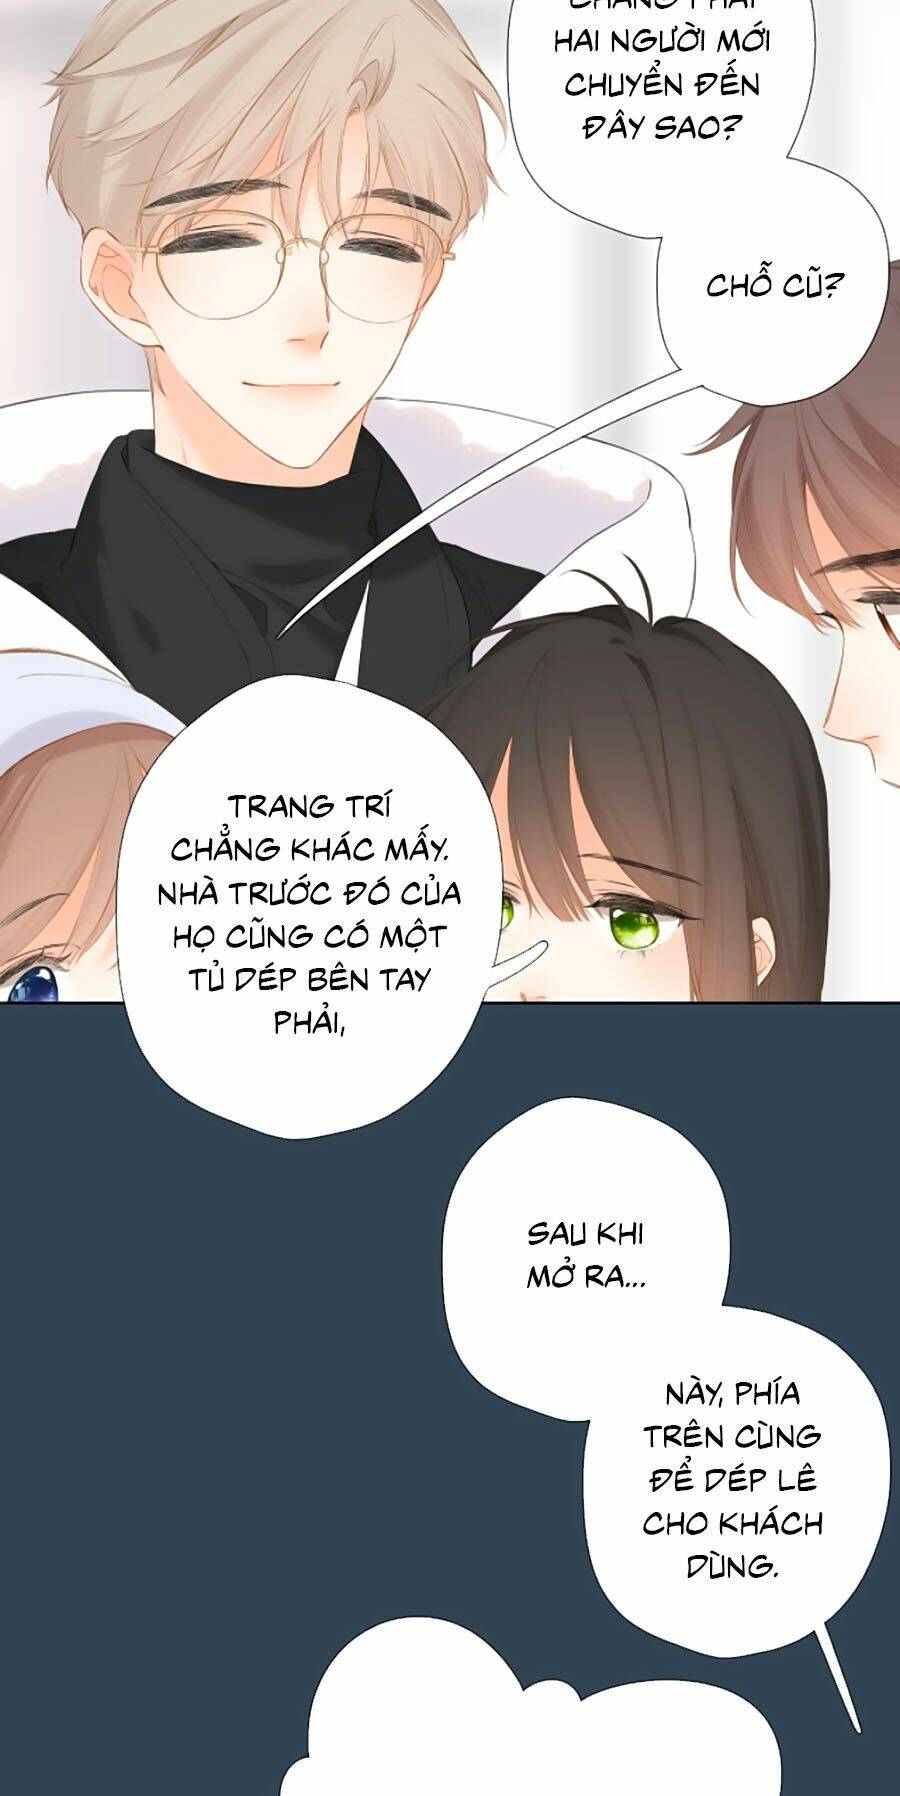 CHẲNG PHẢI
HAI NGƯỜI MỚI
CHUYỂN ĐẾN
ĐÂY SAO?
CHỖ CŨ?
TRANG TRÍ
CHẲNG KHÁC MẤY.
NHÀ TRƯỚC ĐÓ CỦA
HỌ CŨNG CÓ MỘT
TỦ DÉP BÊN TAY
PHẢI,
SAU KHI
MỞ RA...
NÀY, PHÍA
TRÊN CÙNG
ĐỂ DÉP LÊ
CHO KHÁCH
DÙNG.